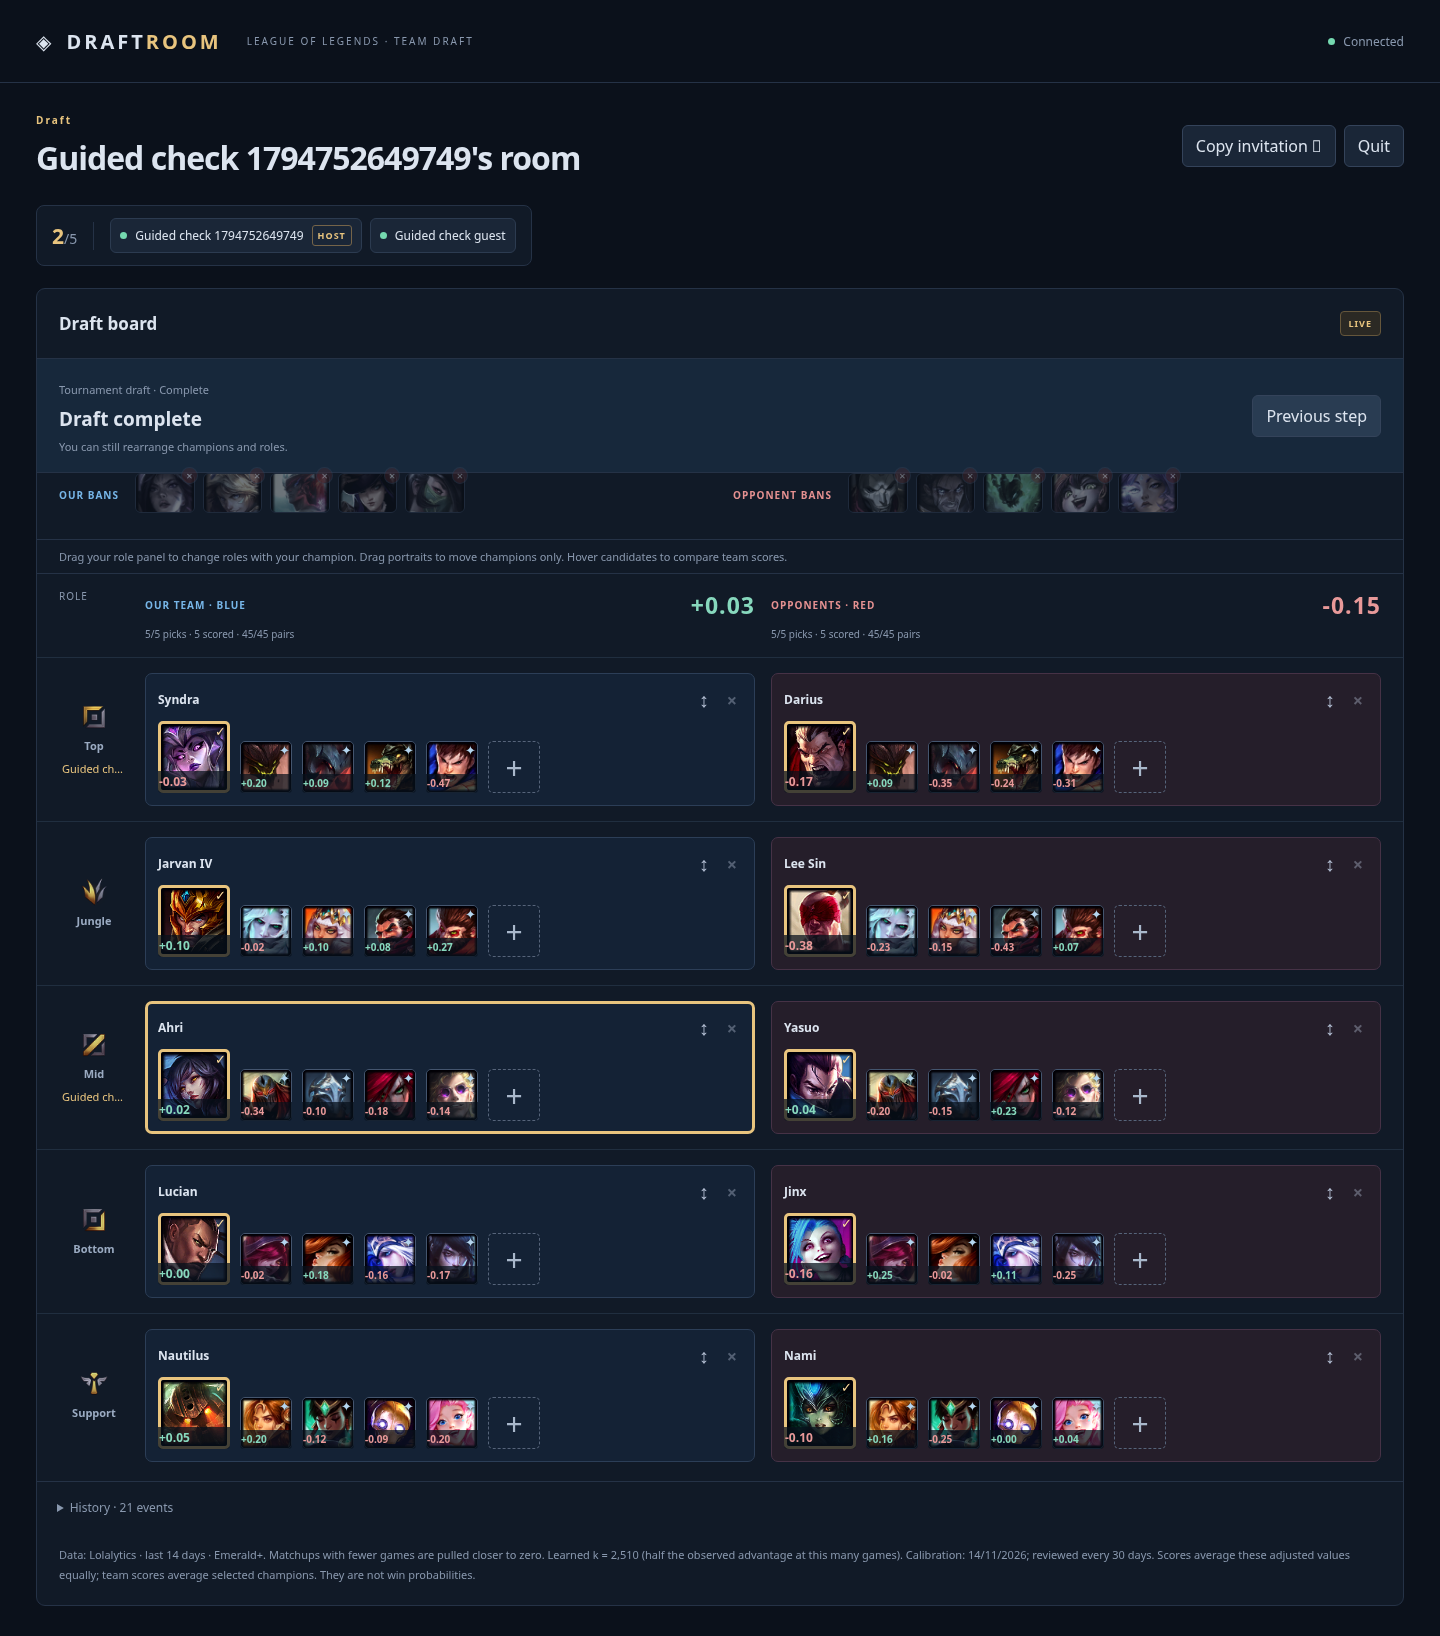 ◈ DRAFTROOM LEAGUE OF LEGENDS · TEAM DRAFT
Connected
Draft
Guided check 1794752649749's room
Copy invitation
Quit
2/5
Guided check 1794752649749 HOST
Guided check guest
Draft board
LIVE
Tournament draft · Complete
Draft complete
You can still rearrange champions and roles.
Previous step
OUR BANS
OPPONENT BANS
Drag your role panel to change roles with your champion. Drag portraits to move champions only. Hover candidates to compare team scores.
ROLE
OUR TEAM · BLUE +0.03
5/5 picks · 5 scored · 45/45 pairs
OPPONENTS · RED -0.15
5/5 picks · 5 scored · 45/45 pairs
Top
Guided ch...
Syndra
-0.03 +0.20 +0.09 +0.12 -0.47 +
Darius
-0.17 +0.09 -0.35 -0.24 -0.31 +
Jungle
Jarvan IV
+0.10 -0.02 +0.10 +0.08 +0.27 +
Lee Sin
-0.38 -0.23 -0.15 -0.43 +0.07 +
Mid
Guided ch...
Ahri
+0.02 -0.34 -0.10 -0.18 -0.14 +
Yasuo
+0.04 -0.20 -0.15 +0.23 -0.12 +
Bottom
Lucian
+0.00 -0.02 +0.18 -0.16 -0.17 +
Jinx
-0.16 +0.25 -0.02 +0.11 -0.25 +
Support
Nautilus
+0.05 +0.20 -0.12 -0.09 -0.20 +
Nami
-0.10 +0.16 -0.25 +0.00 +0.04 +
History · 21 events
Data: Lolalytics · last 14 days · Emerald+. Matchups with fewer games are pulled closer to zero. Learned k = 2,510 (half the observed advantage at this many games). Calibration: 14/11/2026; reviewed every 30 days. Scores average these adjusted values
equally; team scores average selected champions. They are not win probabilities.